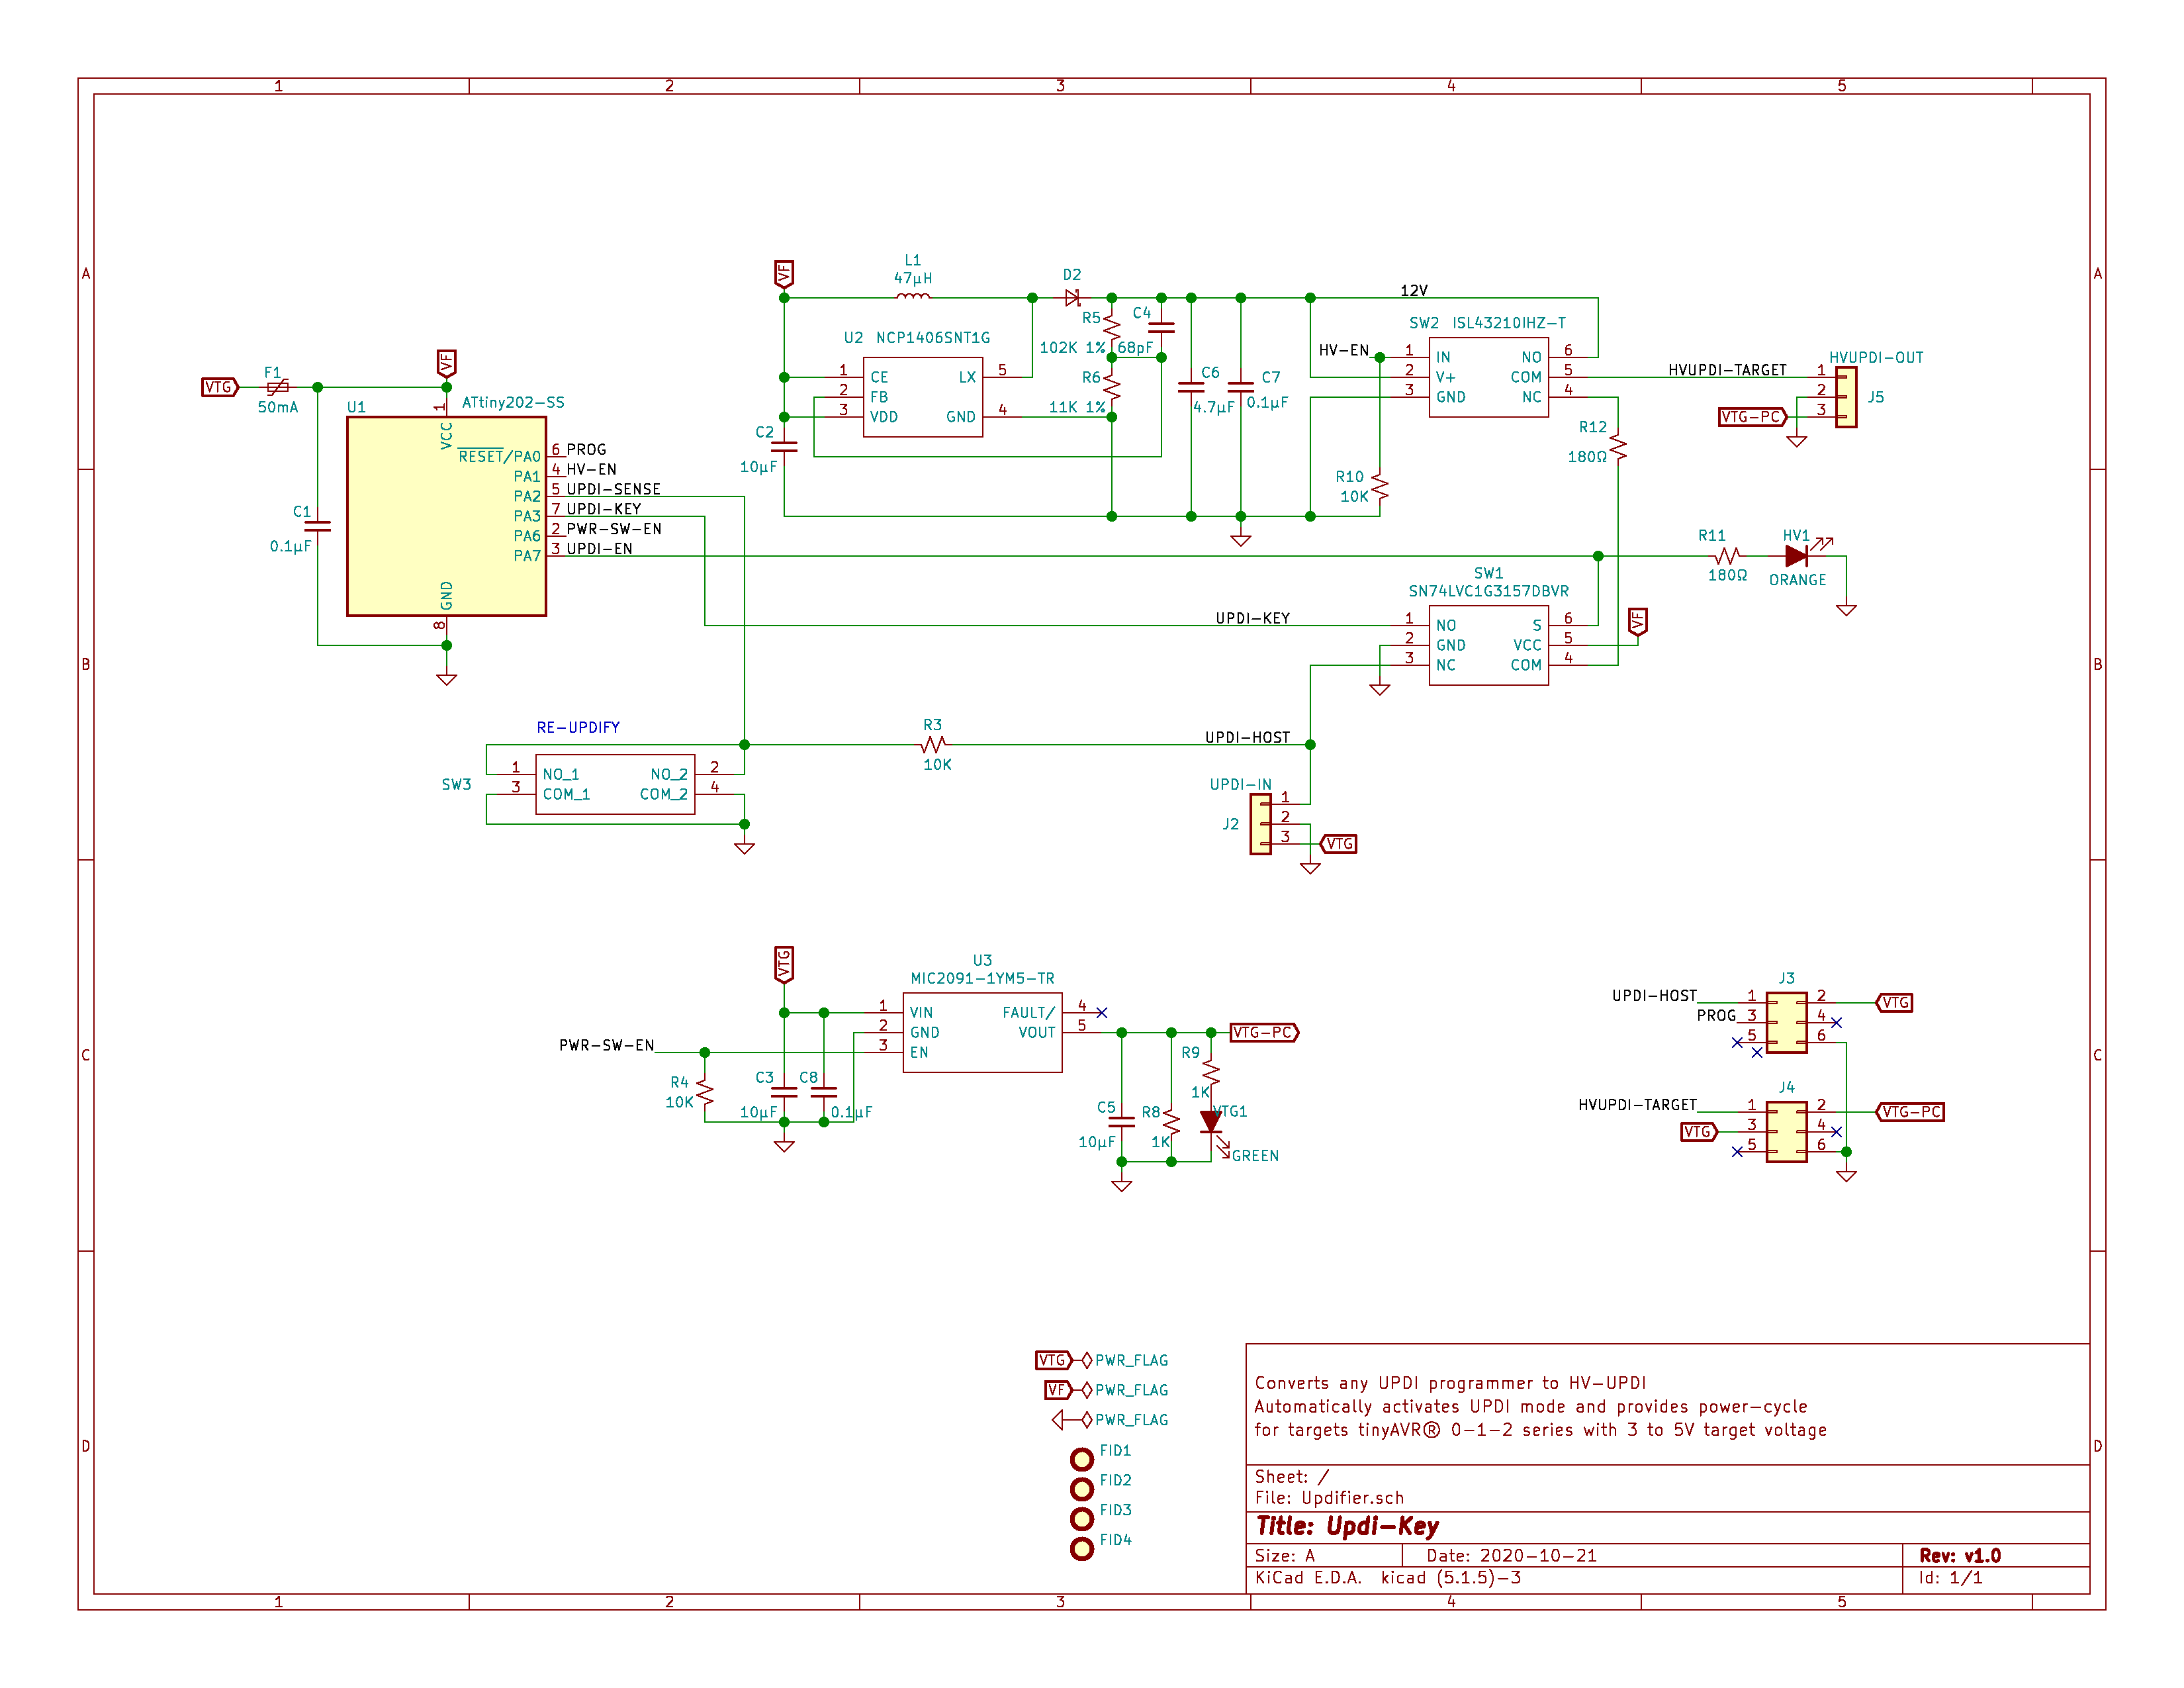 1 2 3 4 5
A A
B B
C C
D D
1 2 3 4 5
VTG
F1
50mA
C1
0.1µF
VF
U1
ATtiny202-SS
1
VCC
RESET/PA0 6 PROG
PA1 4 HV-EN
PA2 5 UPDI-SENSE
PA3 7 UPDI-KEY
PA6 2 PWR-SW-EN
PA7 3 UPDI-EN
GND
8
VF
L1
47µH
D2
U2 NCP1406SNT1G
1 CE LX 5
2 FB
3 VDD GND 4
C2
10µF
R5
102K 1%
C4
68pF
R6
11K 1%
C6
4.7µF
C7
0.1µF
12V
SW2 ISL43210IHZ-T
HV-EN
1 IN NO 6
2 V+ COM 5
3 GND NC 4
R10
10K
R12
180Ω
HVUPDI-TARGET
HVUPDI-OUT
1
2
3
J5
VTG-PC
R11
180Ω
HV1
ORANGE
SW1
SN74LVC1G3157DBVR
UPDI-KEY
1 NO S 6
2 GND VCC 5
3 NC COM 4
VF
RE-UPDIFY
SW3
1 NO_1 NO_2 2
3 COM_1 COM_2 4
R3
10K
UPDI-HOST
UPDI-IN
J2
1
2
3
VTG
VTG
U3
MIC2091-1YM5-TR
1 VIN FAULT/ 4
2 GND VOUT 5
3 EN
PWR-SW-EN
R4
10K
C3
10µF
C8
0.1µF
VTG-PC
C5
10µF
R8
1K
R9
1K
VTG1
GREEN
J3
UPDI-HOST 1 2 VTG
PROG 3 4
5 6
J4
HVUPDI-TARGET 1 2 VTG-PC
VTG 3 4
5 6
VTG PWR_FLAG
VF PWR_FLAG
PWR_FLAG
FID1
FID2
FID3
FID4
Converts any UPDI programmer to HV-UPDI
Automatically activates UPDI mode and provides power-cycle
for targets tinyAVR® 0-1-2 series with 3 to 5V target voltage
Sheet: /
File: Updifier.sch
Title: Updi-Key
Size: A Date: 2020-10-21 Rev: v1.0
KiCad E.D.A. kicad (5.1.5)-3 Id: 1/1